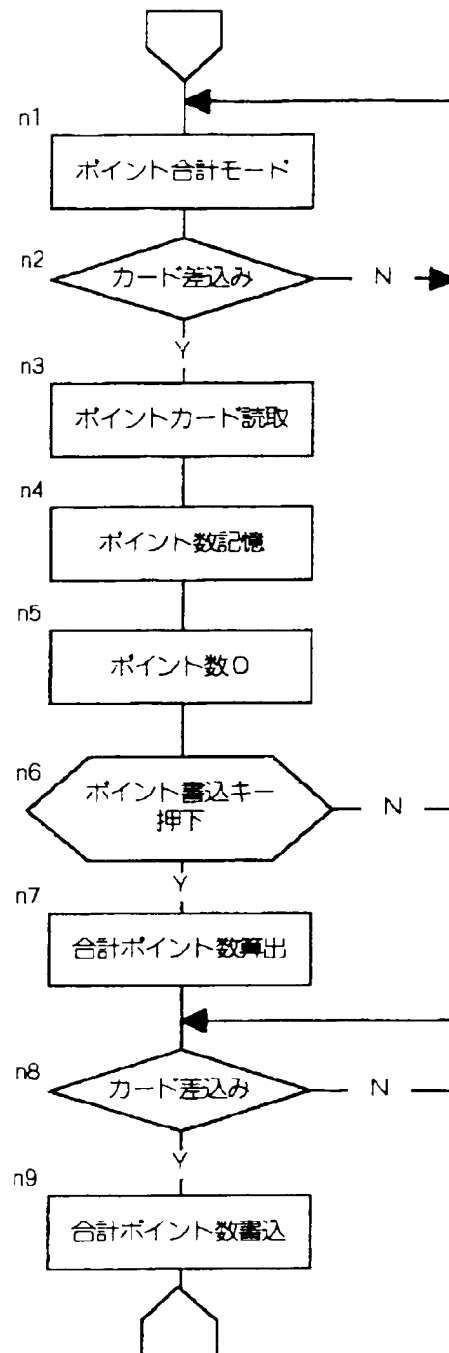 n1
ポイント合計モード
n2
カード差込み
N
Y
n3
ポイントカード読取
n4
ポイント数記憶
n5
ポイント数0
n6
ポイント書込キー
押下
N
Y
n7
合計ポイント数算出
n8
カード差込み
N
Y
n9
合計ポイント数書込